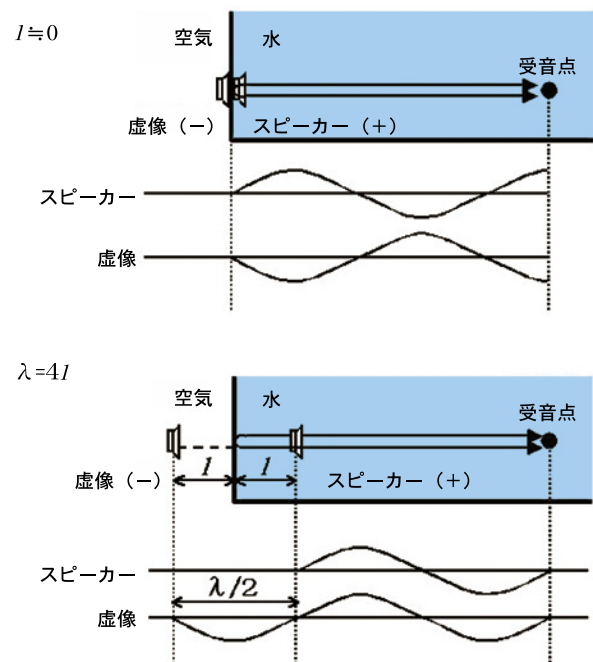 l≒0
空気 水
受音点
虚像（−） スピーカー（+）
スピーカー
虚像
λ=4l
空気 水
受音点
l l
虚像（−） スピーカー（+）
スピーカー
λ/2
虚像